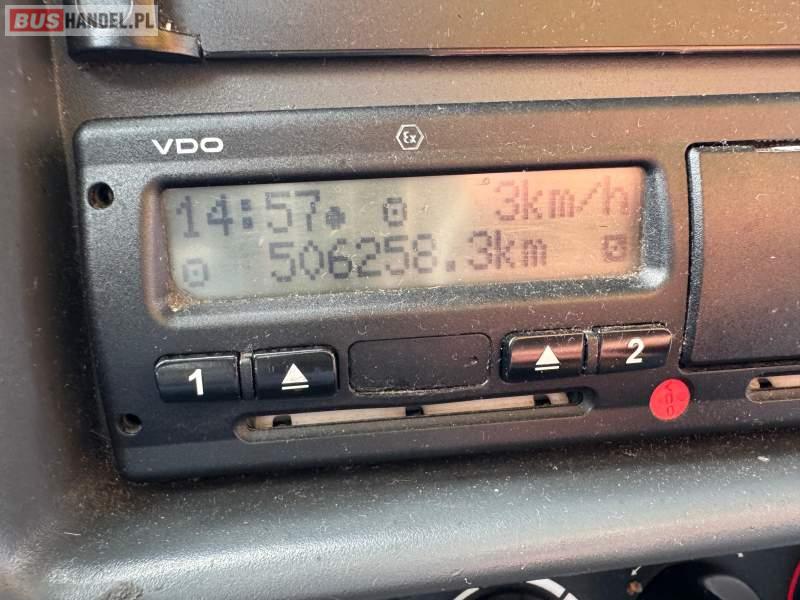 BUSHANDEL.PL
VDO
Ex
14:57 3km/h
506258.3km
1 2